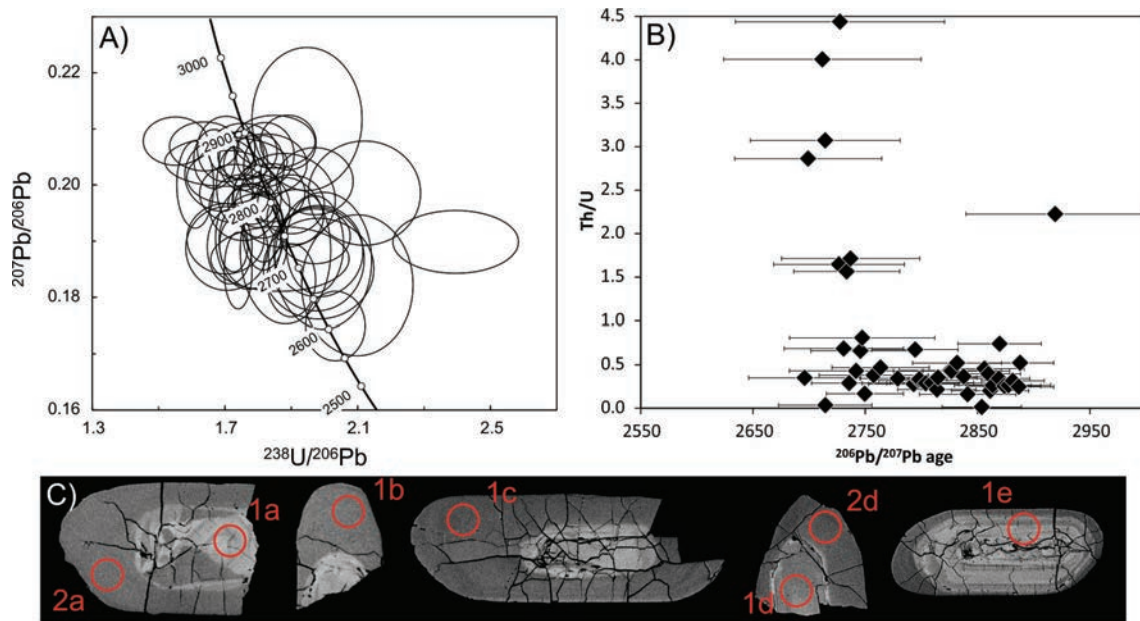 A)
0.22
0.20
0.18
0.16
207Pb/206Pb
3000
2900
2800
2700
2600
2500
1.3 1.7 2.1 2.5
238U/206Pb
B)
4.5
4.0
3.5
3.0
2.5
2.0
1.5
1.0
0.5
0.0
Th/U
2550 2650 2750 2850 2950
206Pb/207Pb age
C)
1a
2a
1b
1c
2d
1d
1e